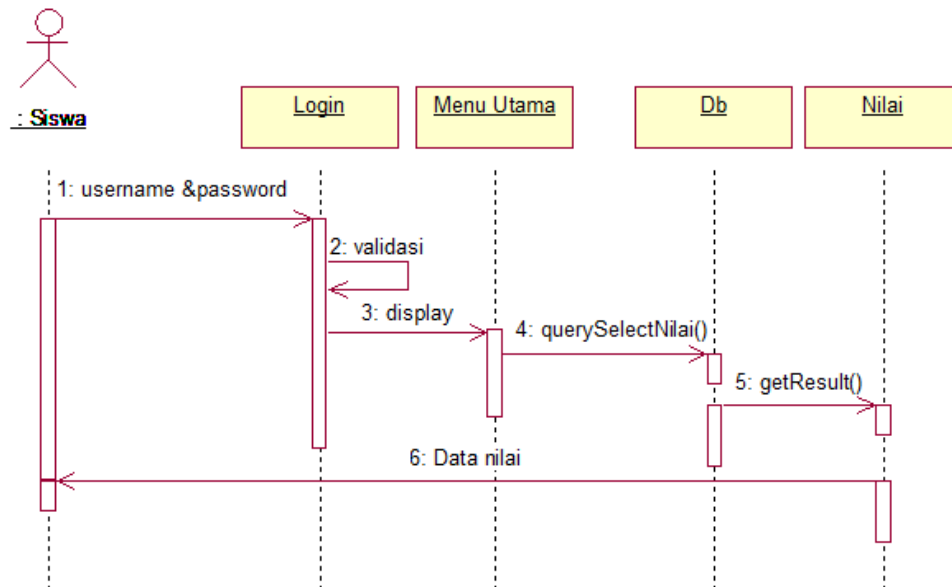 : Siswa
Login
Menu Utama
Db
Nilai
1: username &password
2: validasi
3: display
4: querySelectNilai()
5: getResult()
6: Data nilai